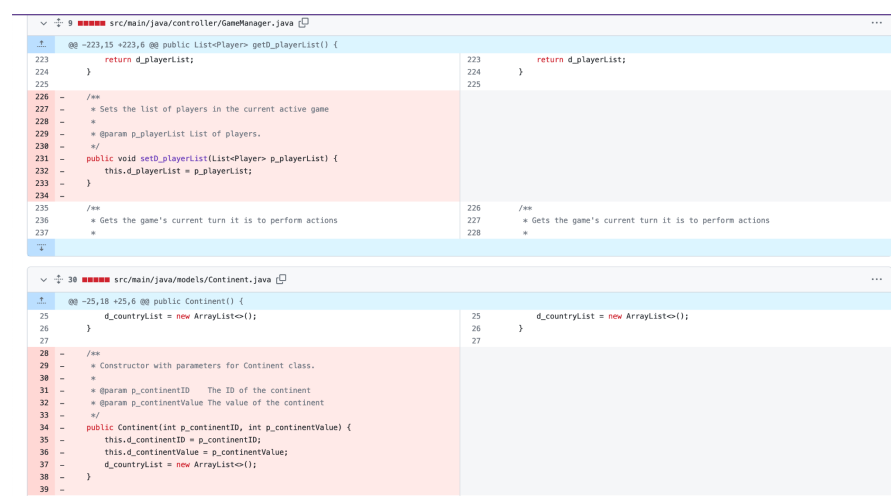 9 src/main/java/controller/GameManager.java ...
@@ -223,15 +223,6 @@ public List<Player> getD_playerList() {
223 return d_playerList; 223 return d_playerList;
224 } 224 }
225 225
226 - /**
227 - * Sets the list of players in the current active game
228 - *
229 - * @param p_playerList List of players.
230 - */
231 - public void setD_playerList(List<Player> p_playerList) {
232 - this.d_playerList = p_playerList;
233 - }
234 -
235 /** 226 /**
236 * Gets the game's current turn it is to perform actions 227 * Gets the game's current turn it is to perform actions
237 * 228 *
30 src/main/java/models/Continent.java ...
@@ -25,18 +25,6 @@ public Continent() {
25 d_countryList = new ArrayList<>(); 25 d_countryList = new ArrayList<>();
26 } 26 }
27 27
28 - /**
29 - * Constructor with parameters for Continent class.
30 - *
31 - * @param p_continentID The ID of the continent
32 - * @param p_continentValue The value of the continent
33 - */
34 - public Continent(int p_continentID, int p_continentValue) {
35 - this.d_continentID = p_continentID;
36 - this.d_continentValue = p_continentValue;
37 - d_countryList = new ArrayList<>();
38 - }
39 -